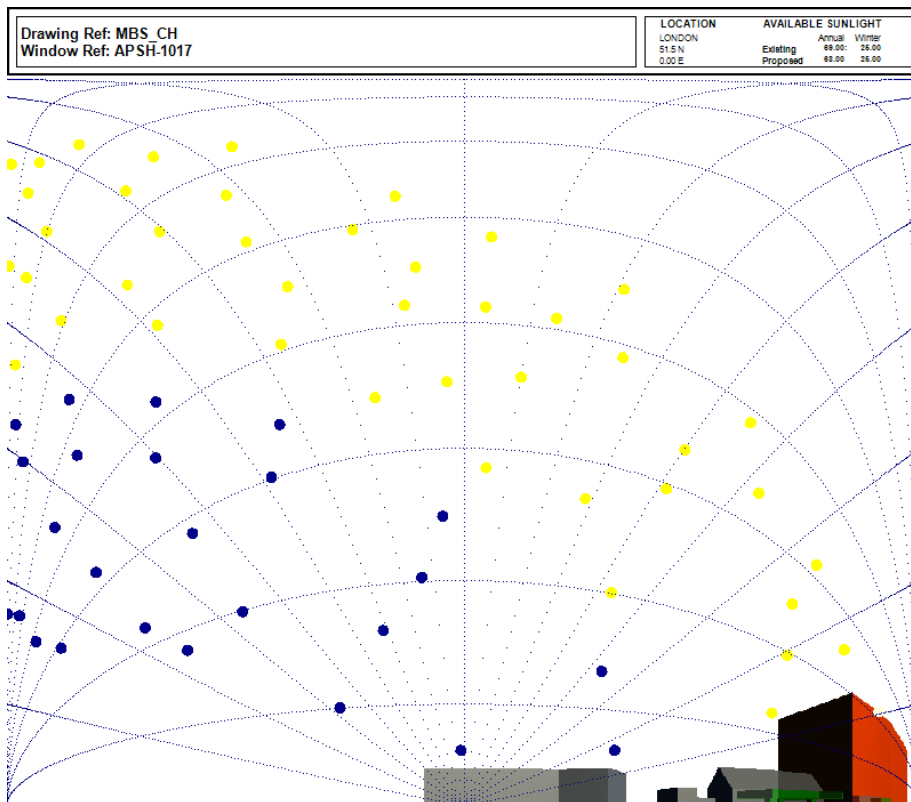 Drawing Ref: MBS_CH
Window Ref: APSH-1017
LOCATION
LONDON
51.5 N
0.00 E
AVAILABLE SUNLIGHT
Annual Winter
Existing 68.00: 25.00
Proposed 68.00 25.00